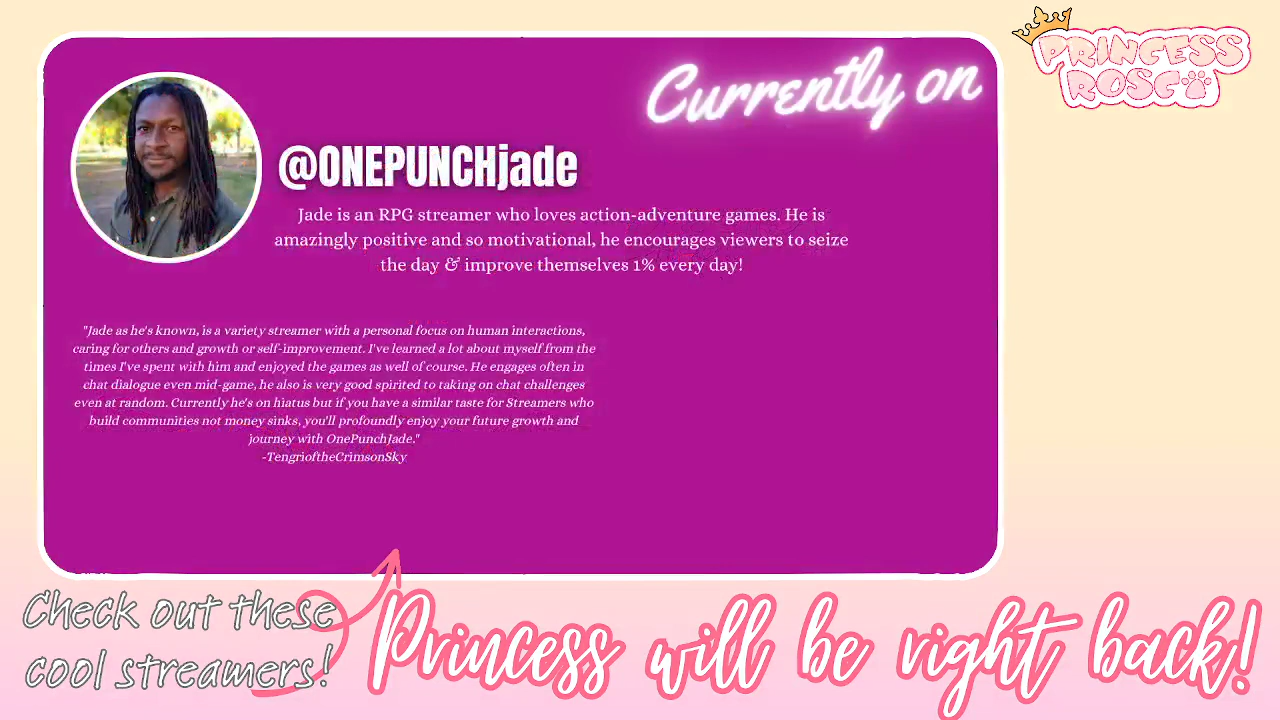 PRINCESS
ROSE
Currently on
@ONEPUNCHjade
Jade is an RPG streamer who loves action-adventure games. He is
amazingly positive and so motivational, he encourages viewers to seize
the day & improve themselves 1% every day!
"Jade as he's known, is a variety streamer with a personal focus on human interactions,
caring for others and growth or self-improvement. I've learned a lot about myself from the
times I've spent with him and enjoyed the games as well of course. He engages often in
chat dialogue even mid-game, he also is very good spirited to taking on chat challenges
even at random. Currently he's on hiatus but if you have a similar taste for Streamers who
build communities not money sinks, you'll profoundly enjoy your future growth and
journey with OnePunchJade."
-TengrioftheCrimsonSky
Check out these
cool streamers!
Princess will be right back!